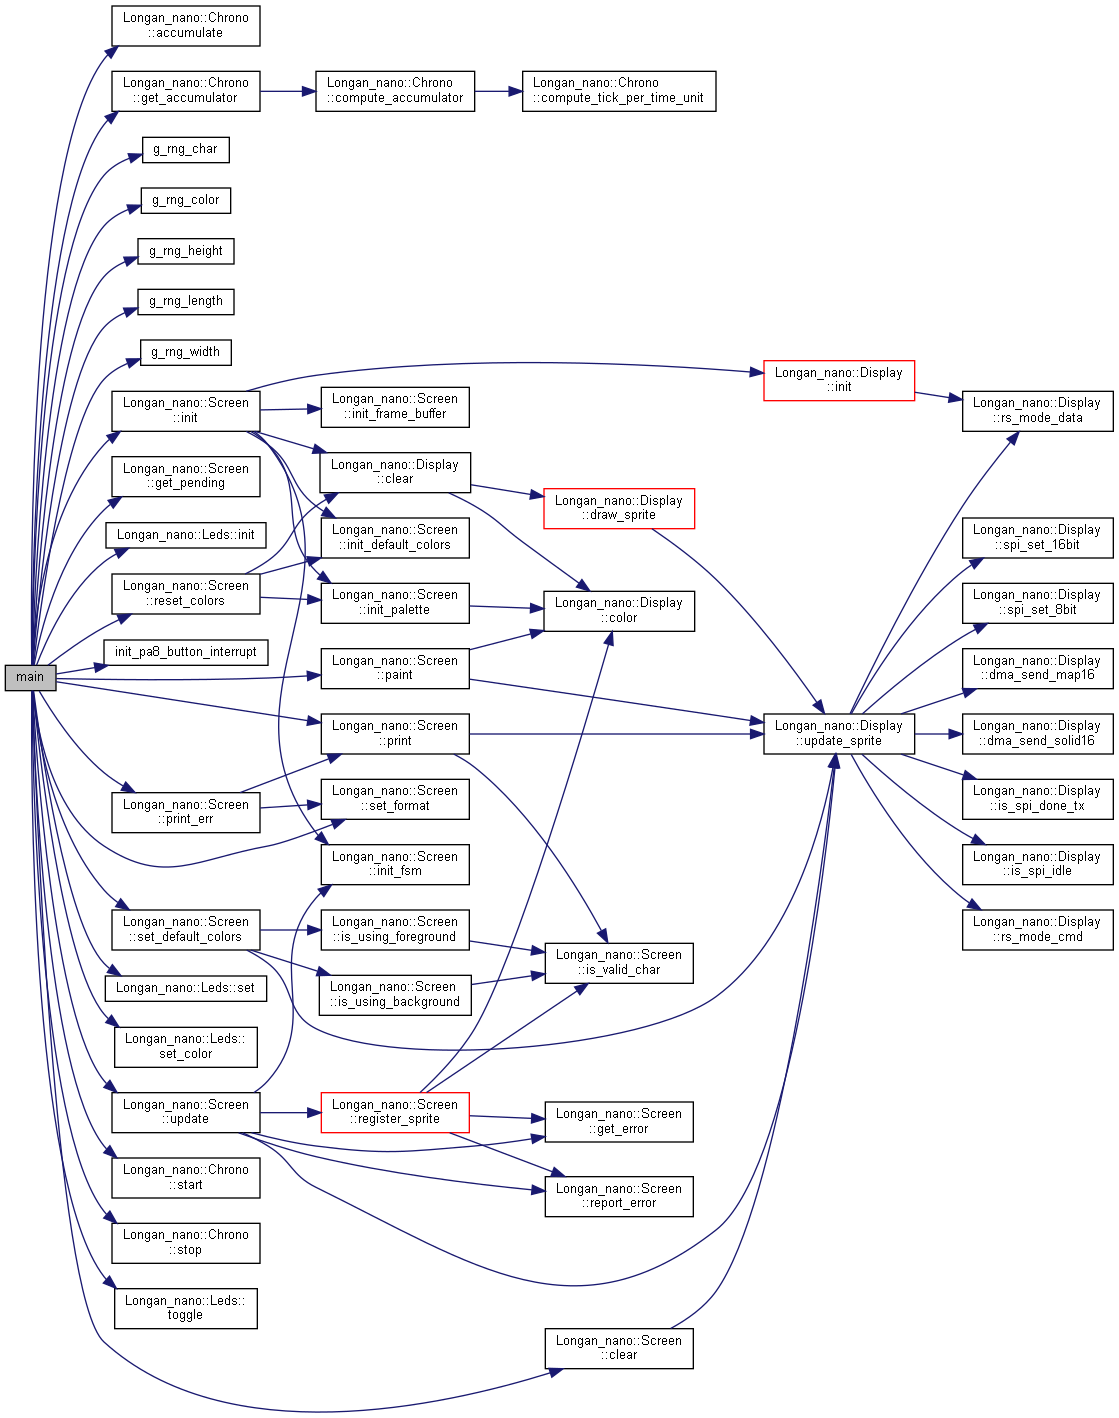 Longan_nano::Chrono
::accumulate
Longan_nano::Chrono
::get_accumulator
Longan_nano::Chrono
::compute_accumulator
Longan_nano::Chrono
::compute_tick_per_time_unit
g_rng_char
g_rng_color
g_rng_height
g_rng_length
g_rng_width
Longan_nano::Screen
::init
Longan_nano::Screen
::get_pending
Longan_nano::Leds::init
Longan_nano::Screen
::reset_colors
init_pa8_button_interrupt
main
Longan_nano::Screen
::print_err
Longan_nano::Screen
::set_default_colors
Longan_nano::Leds::set
Longan_nano::Leds::
set_color
Longan_nano::Screen
::update
Longan_nano::Chrono
::start
Longan_nano::Chrono
::stop
Longan_nano::Leds::
toggle
Longan_nano::Screen
::init_frame_buffer
Longan_nano::Display
::clear
Longan_nano::Screen
::init_default_colors
Longan_nano::Screen
::init_palette
Longan_nano::Screen
::paint
Longan_nano::Screen
::print
Longan_nano::Screen
::set_format
Longan_nano::Screen
::init_fsm
Longan_nano::Screen
::is_using_foreground
Longan_nano::Screen
::is_using_background
Longan_nano::Screen
::register_sprite
Longan_nano::Display
::draw_sprite
Longan_nano::Display
::color
Longan_nano::Screen
::is_valid_char
Longan_nano::Screen
::get_error
Longan_nano::Screen
::report_error
Longan_nano::Screen
::clear
Longan_nano::Display
::init
Longan_nano::Display
::update_sprite
Longan_nano::Display
::rs_mode_data
Longan_nano::Display
::spi_set_16bit
Longan_nano::Display
::spi_set_8bit
Longan_nano::Display
::dma_send_map16
Longan_nano::Display
::dma_send_solid16
Longan_nano::Display
::is_spi_done_tx
Longan_nano::Display
::is_spi_idle
Longan_nano::Display
::rs_mode_cmd